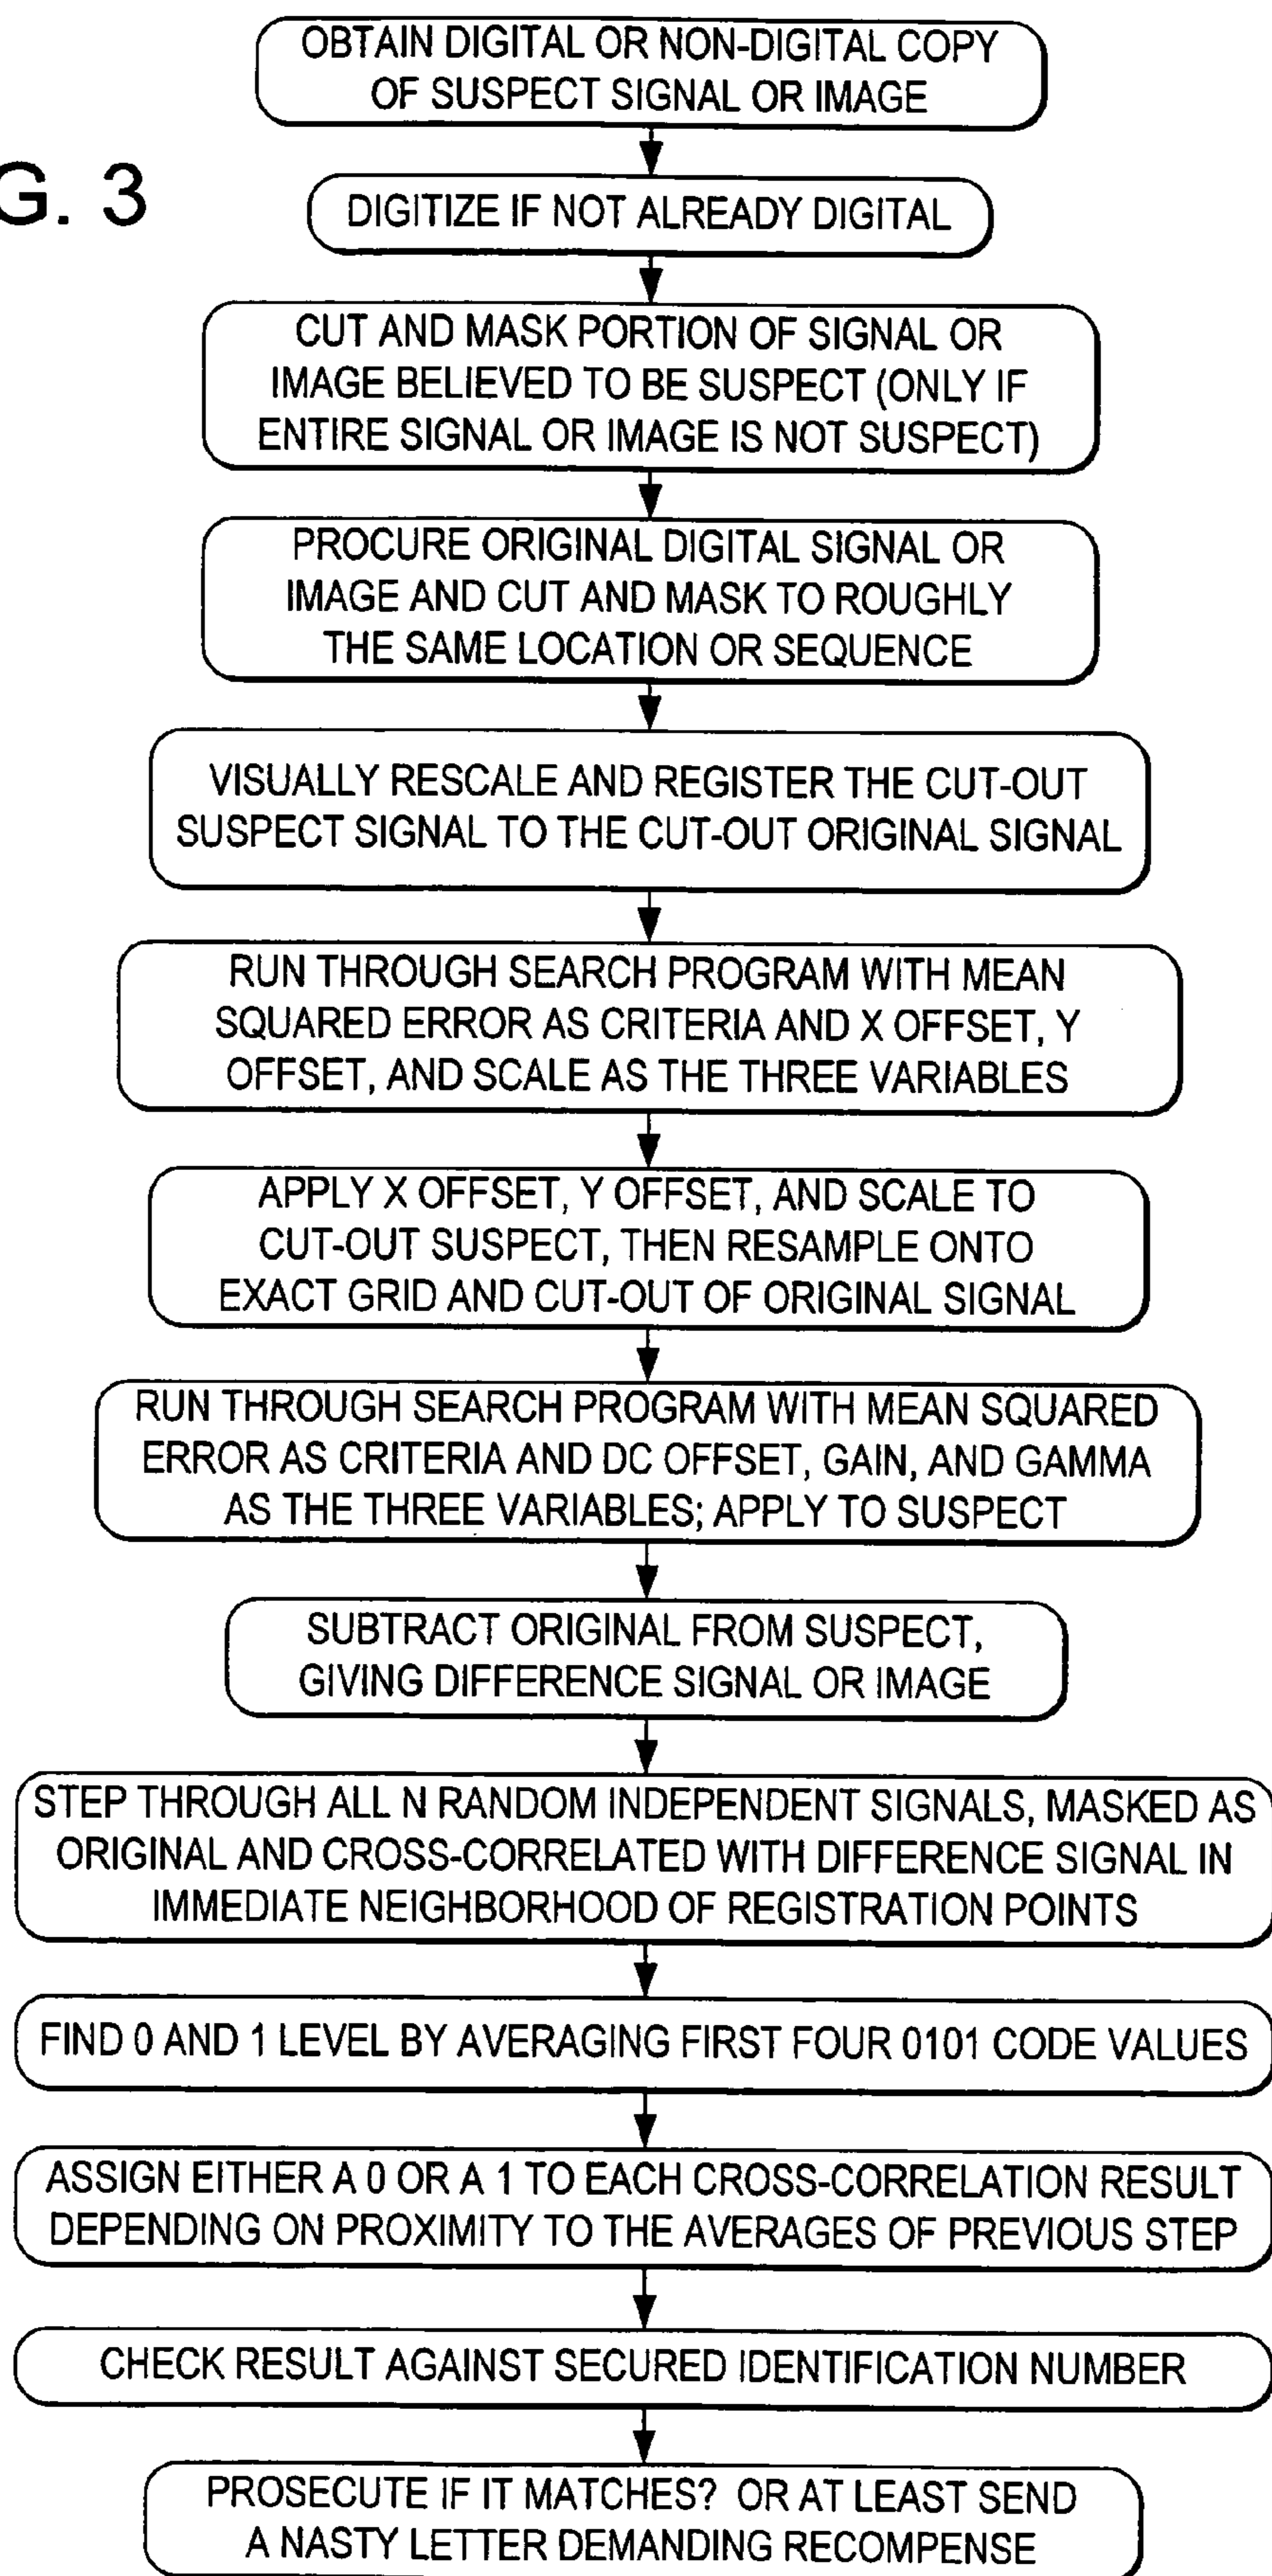 OBTAIN DIGITAL OR NON-DIGITAL COPY
OF SUSPECT SIGNAL OR IMAGE
G. 3
DIGITIZE IF NOT ALREADY DIGITAL
CUT AND MASK PORTION OF SIGNAL OR
IMAGE BELIEVED TO BE SUSPECT (ONLY IF
ENTIRE SIGNAL OR IMAGE IS NOT SUSPECT)
PROCURE ORIGINAL DIGITAL SIGNAL OR
IMAGE AND CUT AND MASK TO ROUGHLY
THE SAME LOCATION OR SEQUENCE
VISUALLY RESCALE AND REGISTER THE CUT-OUT
SUSPECT SIGNAL TO THE CUT-OUT ORIGINAL SIGNAL
RUN THROUGH SEARCH PROGRAM WITH MEAN
SQUARED ERROR AS CRITERIA AND X OFFSET, Y
OFFSET, AND SCALE AS THE THREE VARIABLES
APPLY X OFFSET, Y OFFSET, AND SCALE TO
CUT-OUT SUSPECT, THEN RESAMPLE ONTO
EXACT GRID AND CUT-OUT OF ORIGINAL SIGNAL
RUN THROUGH SEARCH PROGRAM WITH MEAN SQUARED
ERROR AS CRITERIA AND DC OFFSET, GAIN, AND GAMMA
AS THE THREE VARIABLES; APPLY TO SUSPECT
SUBTRACT ORIGINAL FROM SUSPECT,
GIVING DIFFERENCE SIGNAL OR IMAGE
STEP THROUGH ALL N RANDOM INDEPENDENT SIGNALS, MASKED AS
ORIGINAL AND CROSS-CORRELATED WITH DIFFERENCE SIGNAL IN
IMMEDIATE NEIGHBORHOOD OF REGISTRATION POINTS
FIND 0 AND 1 LEVEL BY AVERAGING FIRST FOUR 0101 CODE VALUES
ASSIGN EITHER A 0 OR A 1 TO EACH CROSS-CORRELATION RESULT
DEPENDING ON PROXIMITY TO THE AVERAGES OF PREVIOUS STEP
CHECK RESULT AGAINST SECURED IDENTIFICATION NUMBER
PROSECUTE IF IT MATCHES? OR AT LEAST SEND
A NASTY LETTER DEMANDING RECOMPENSE